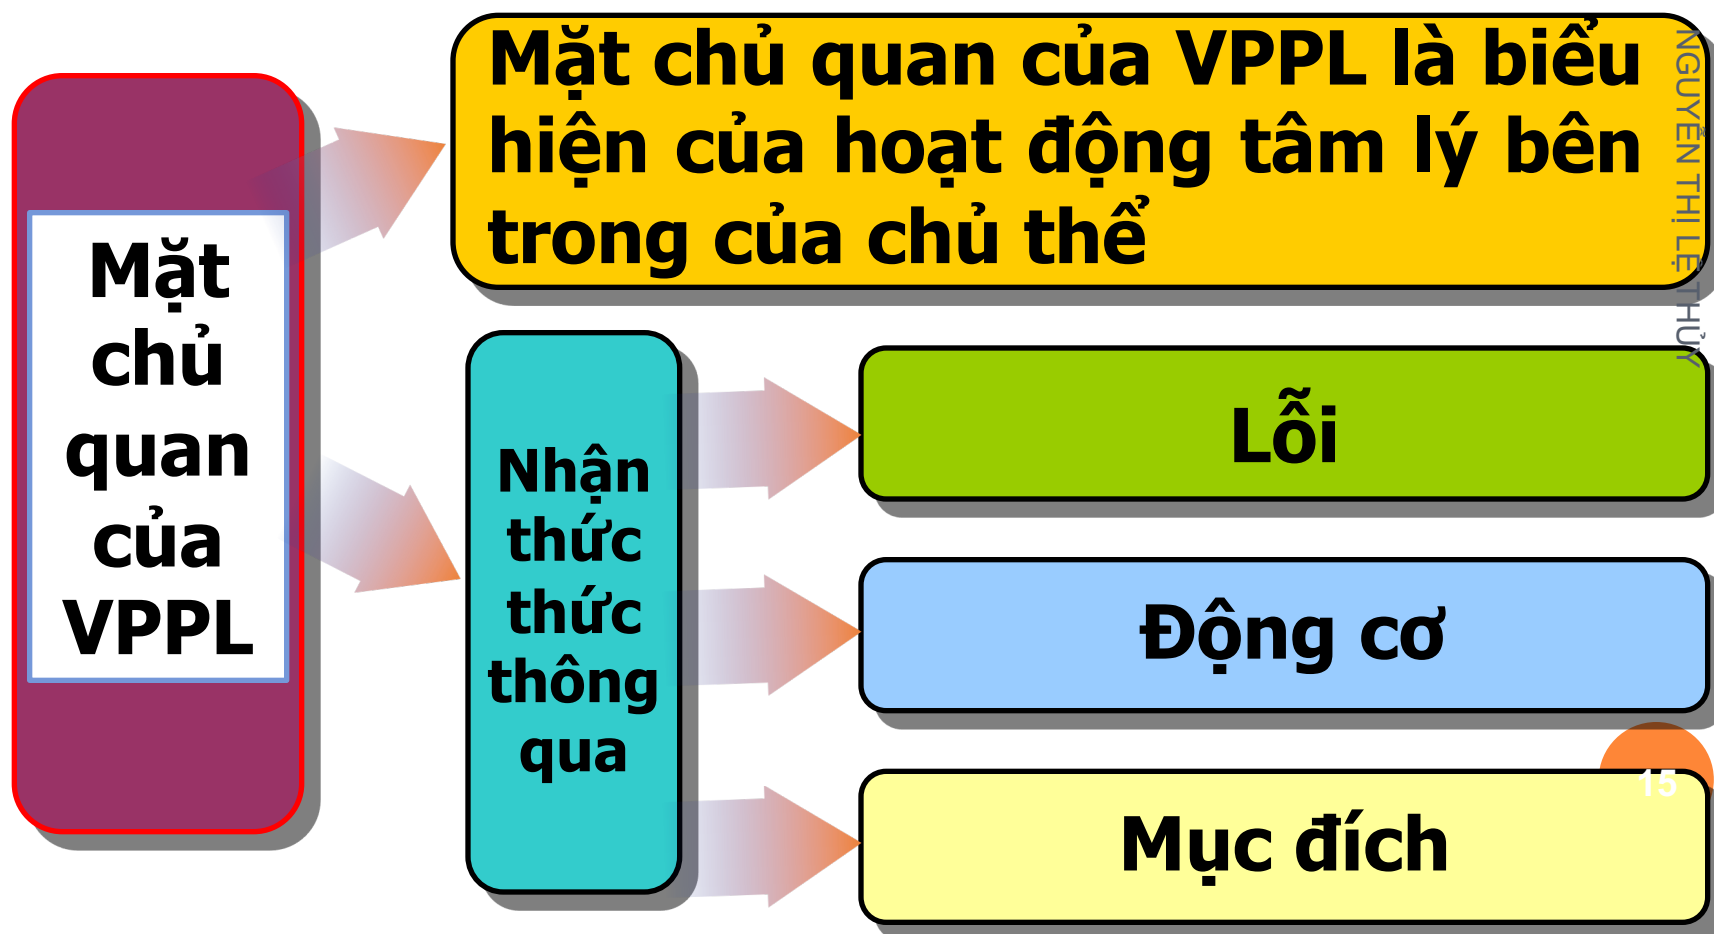 Mặt
chủ
quan
của
VPPL
Mặt chủ quan của VPPL là biểu
hiện của hoạt động tâm lý bên
trong của chủ thể
Nhận
thức
thức
thông
qua
Lỗi
Động cơ
Mục đích
NGUYỄN THỊ LỆ THỦY
15